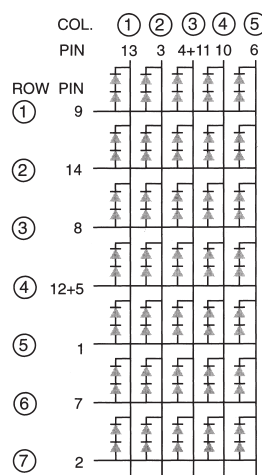 COL. ① ② ③ ④ ⑤
PIN 13 3 4+11 10 6
ROW PIN
① 9
② 14
③ 8
④ 12+5
⑤ 1
⑥ 7
⑦ 2